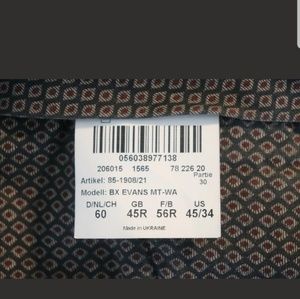 056038977138
206015 1565 78 226 20
Artikel: 85-1908/21 Partie
Modell: BX EVANS MT-WA 30
D/NL/CH GB F/B US
60 45R 56R 45/34
Made in UKRAINE